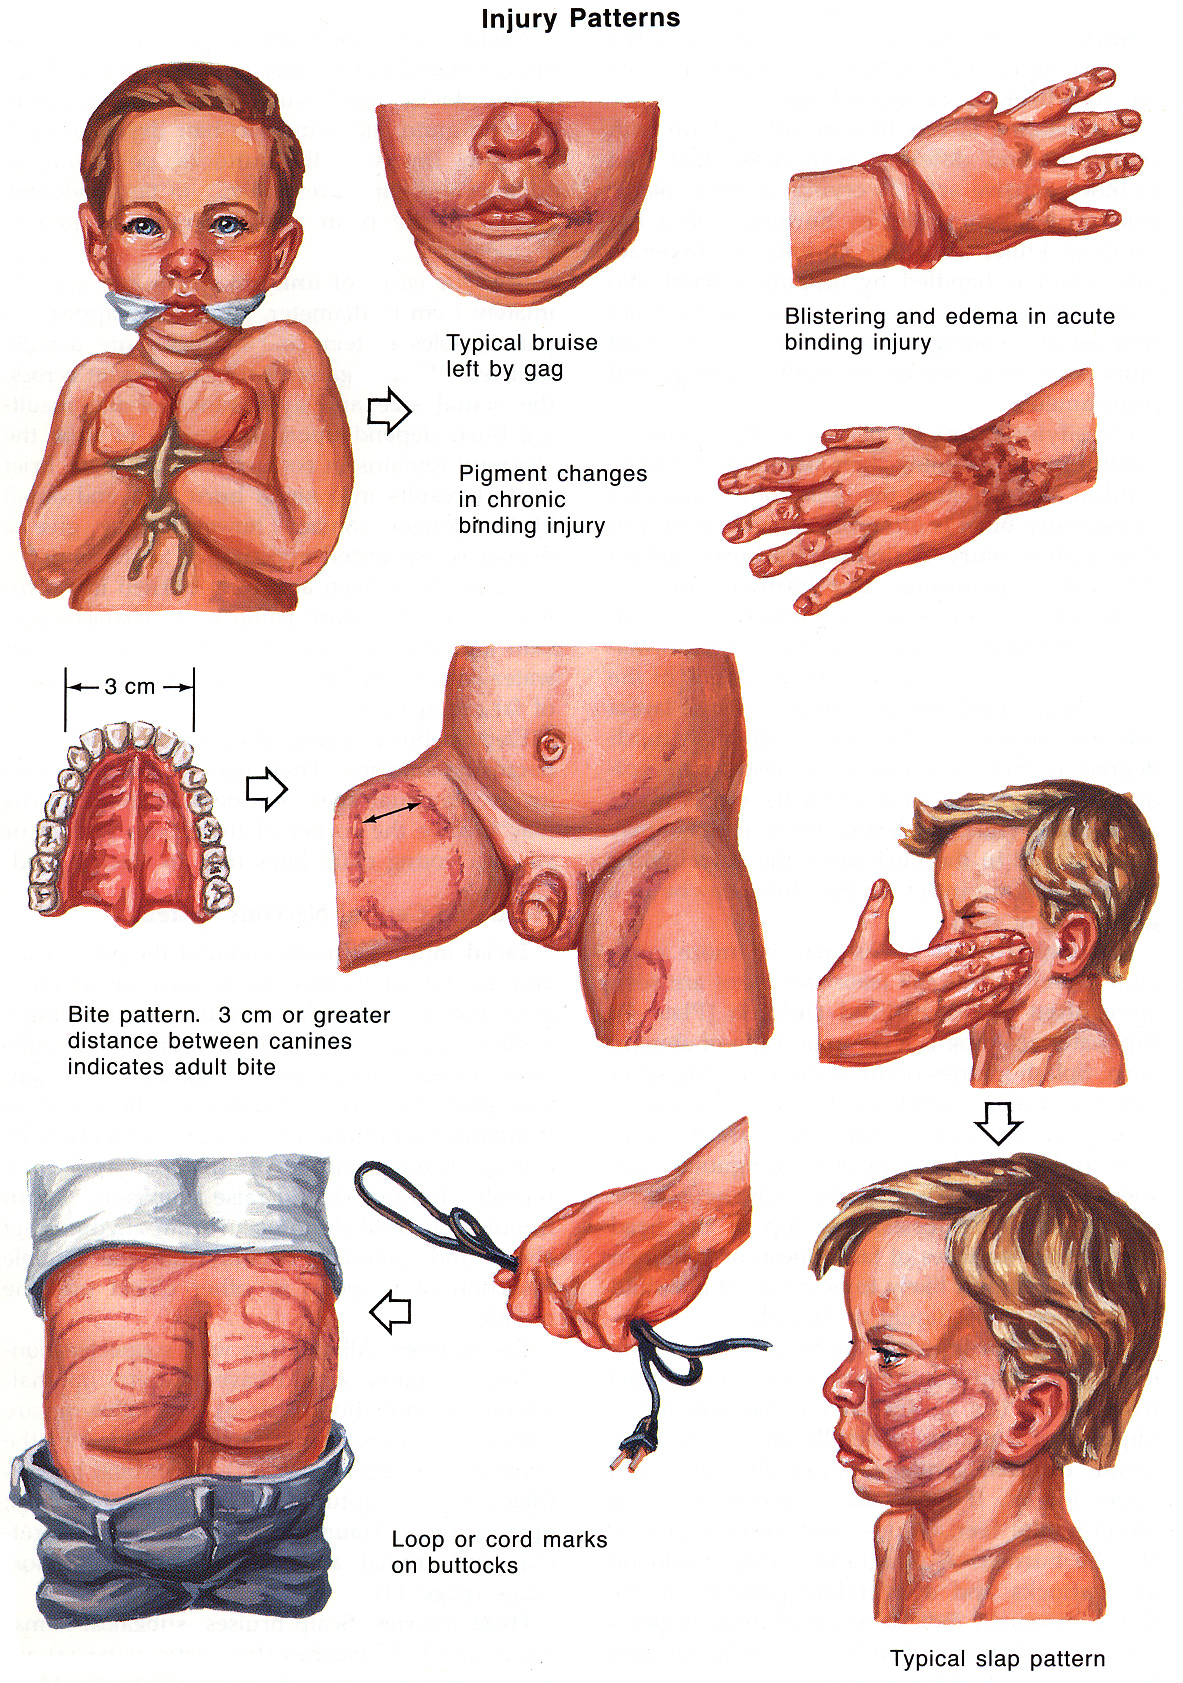 Injury Patterns
Typical bruise
left by gag
Blistering and edema in acute
binding injury
Pigment changes
in chronic
binding injury
3 cm
Bite pattern. 3 cm or greater
distance between canines
indicates adult bite
Loop or cord marks
on buttocks
Typical slap pattern